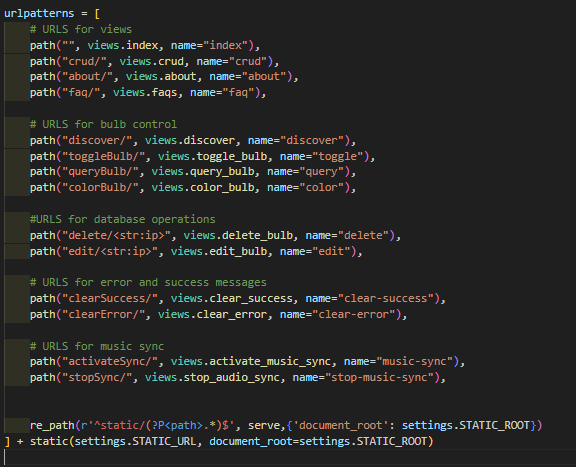 urlpatterns = [
# URLS for views
path("", views.index, name="index"),
path("crud/", views.crud, name="crud"),
path("about/", views.about, name="about"),
path("faq/", views.faqs, name="faq"),
# URLS for bulb control
path("discover/", views.discover, name="discover"),
path("toggleBulb/", views.toggle_bulb, name="toggle"),
path("queryBulb/", views.query_bulb, name="query"),
path("colorBulb/", views.color_bulb, name="color"),
#URLS for database operations
path("delete/<str:ip>", views.delete_bulb, name="delete"),
path("edit/<str:ip>", views.edit_bulb, name="edit"),
# URLS for error and success messages
path("clearSuccess/", views.clear_success, name="clear-success"),
path("clearError/", views.clear_error, name="clear-error"),
# URLS for music sync
path("activateSync/", views.activate_music_sync, name="music-sync"),
path("stopSync/", views.stop_audio_sync, name="stop-music-sync"),
re_path(r'^static/(?P<path>.*)$', serve,{'document_root': settings.STATIC_ROOT})
] + static(settings.STATIC_URL, document_root=settings.STATIC_ROOT)